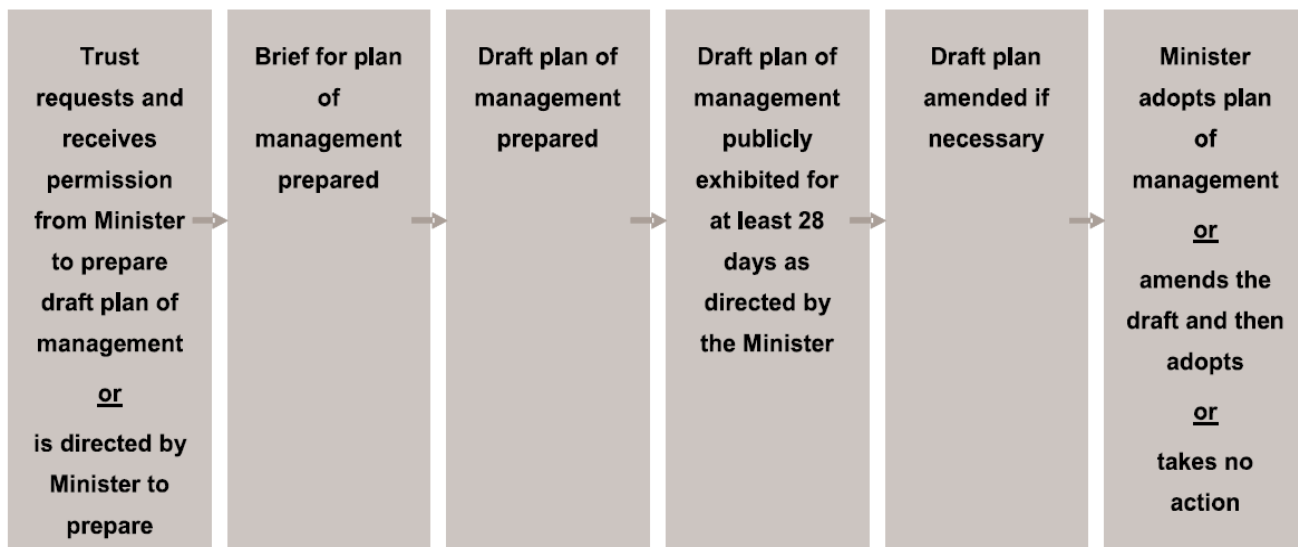 Trust
requests and
receives
permission
from Minister
to prepare
draft plan of
management
or
is directed by
Minister to
prepare
Brief for plan
of
management
prepared
Draft plan of
management
prepared
Draft plan of
management
publicly
exhibited for
at least 28
days as
directed by
the Minister
Draft plan
amended if
necessary
Minister
adopts plan
of
management
or
amends the
draft and then
adopts
or
takes no
action